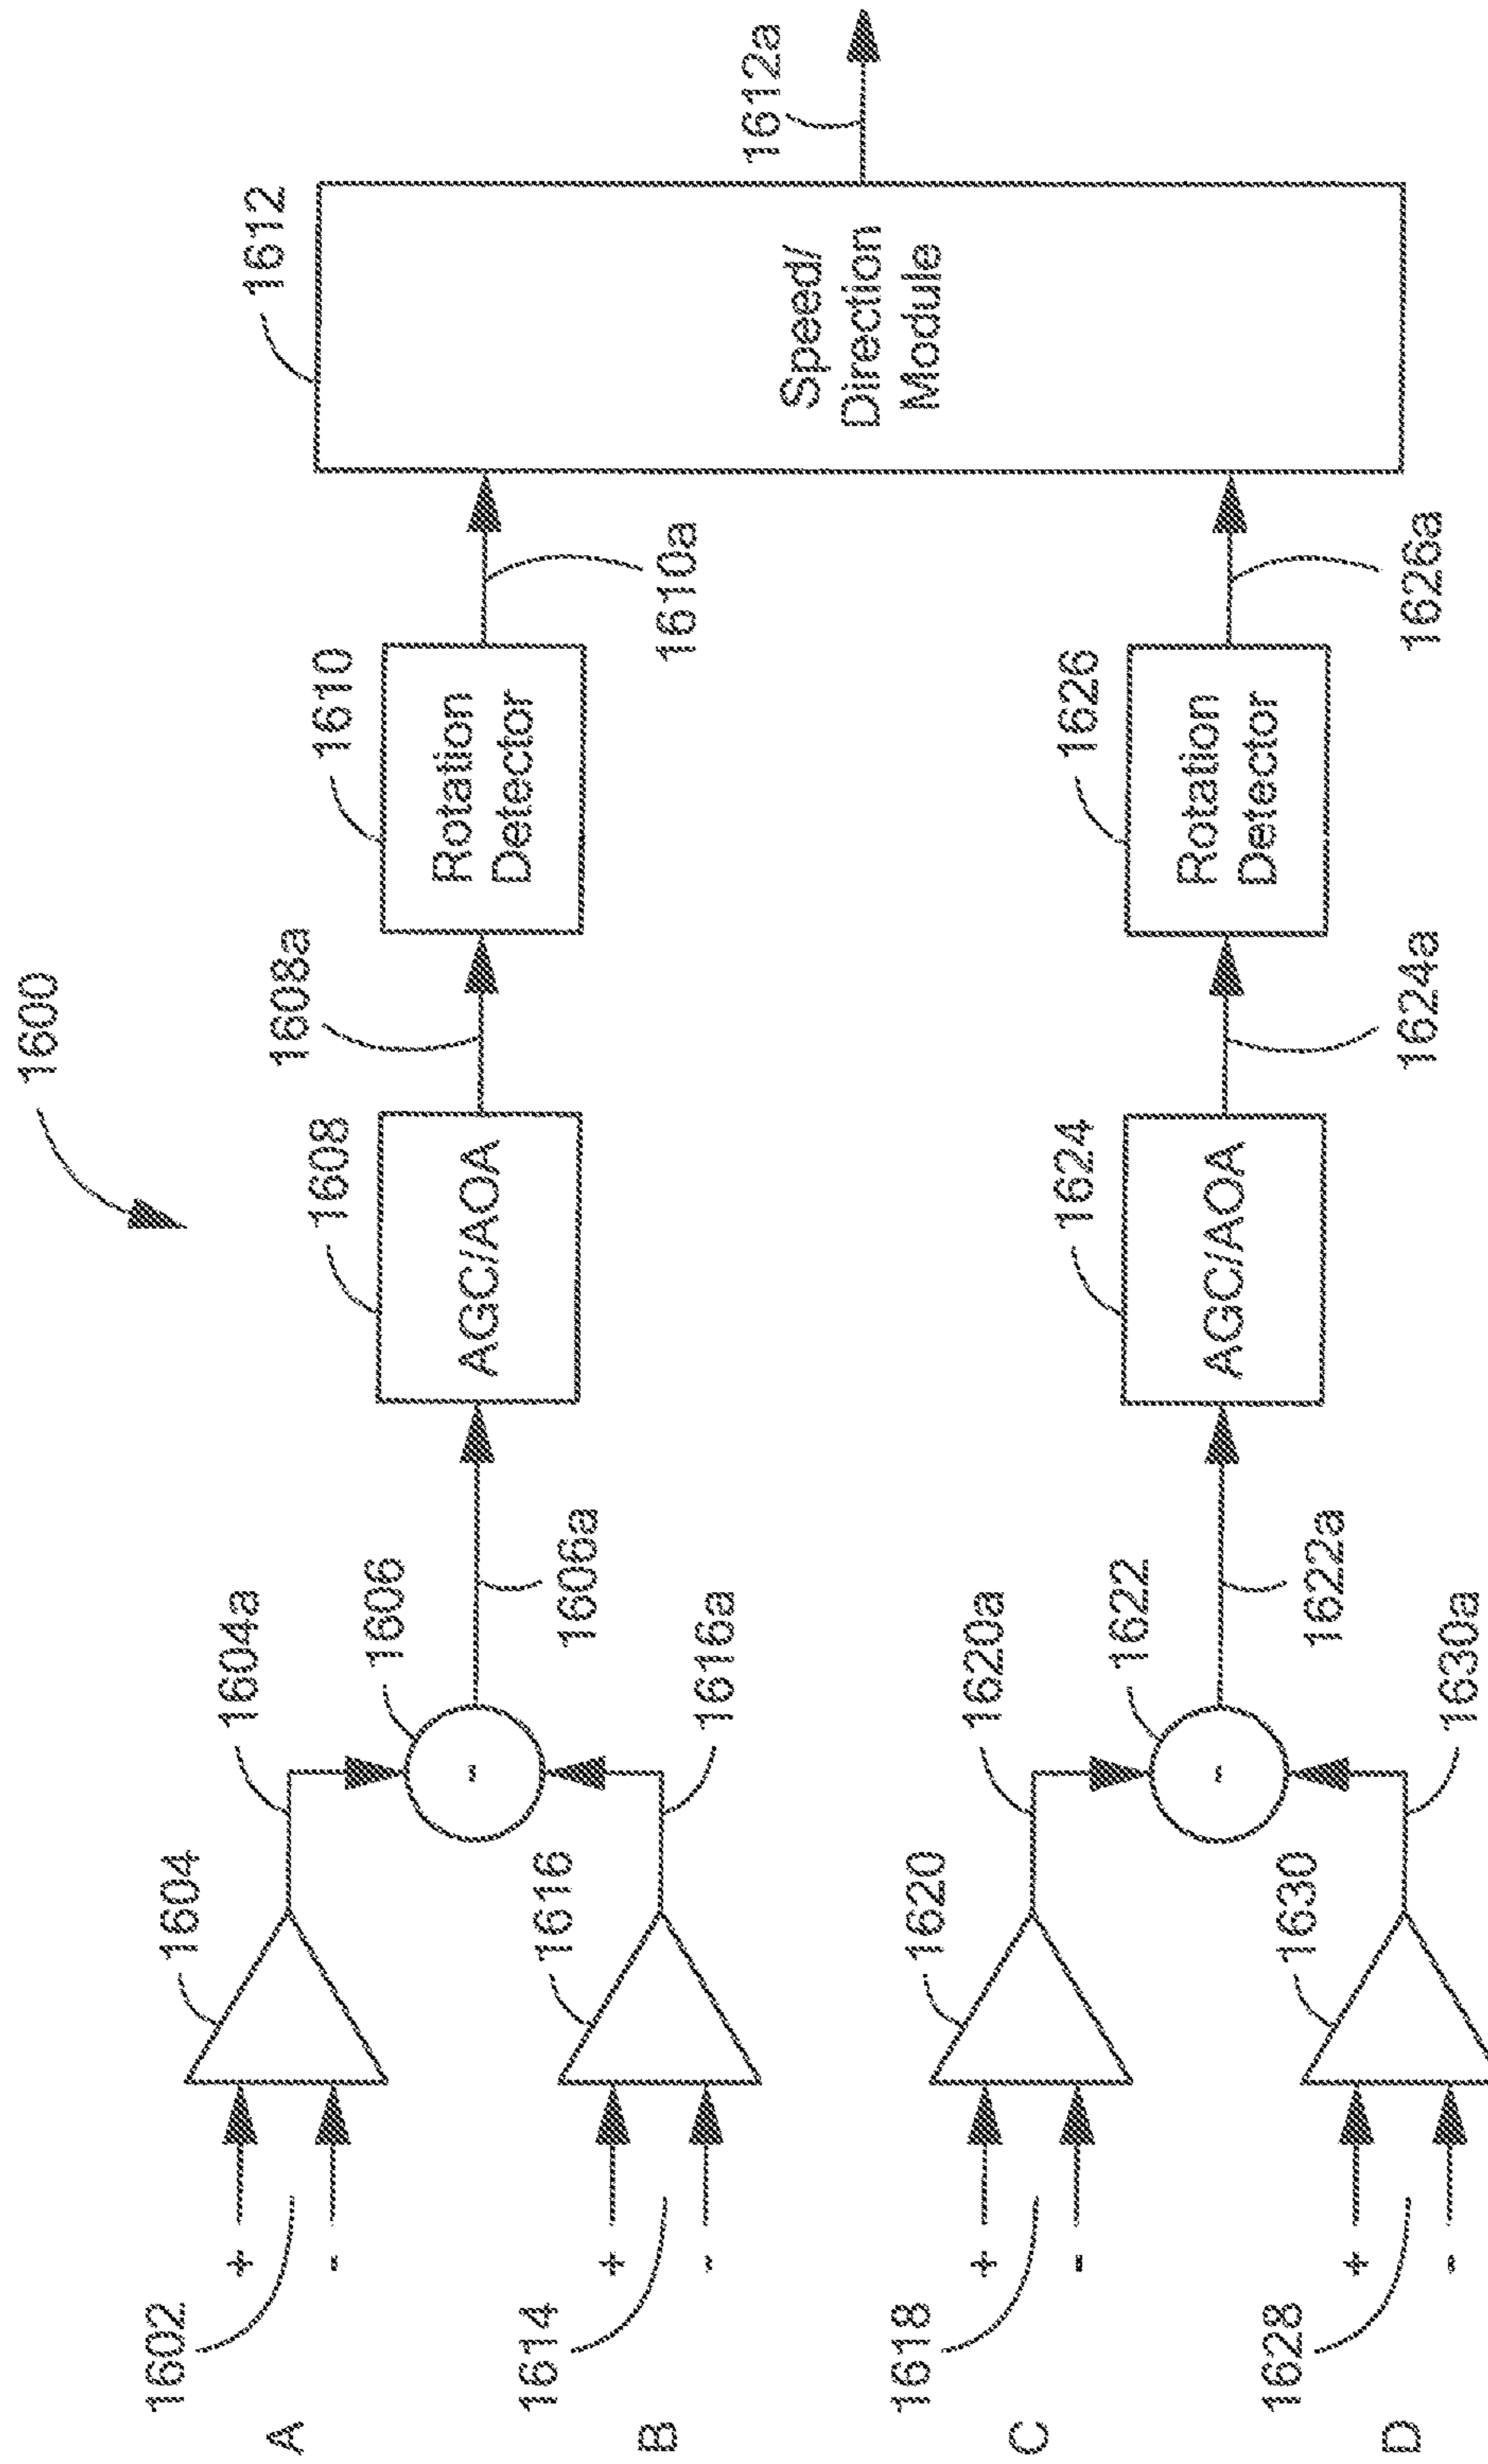 1600
1602
A
+
-
1604
1604a
1606
1606a
-
1608
AGC/AOA
1608a
1610
Rotation
Detector
1610a
1612
Speed/
Direction
Module
1612a
1614
B
+
-
1616
1616a
1618
C
+
-
1620
1620a
1622
1622a
-
1624
AGC/AOA
1624a
1626
Rotation
Detector
1626a
1628
D
+
-
1630
1630a